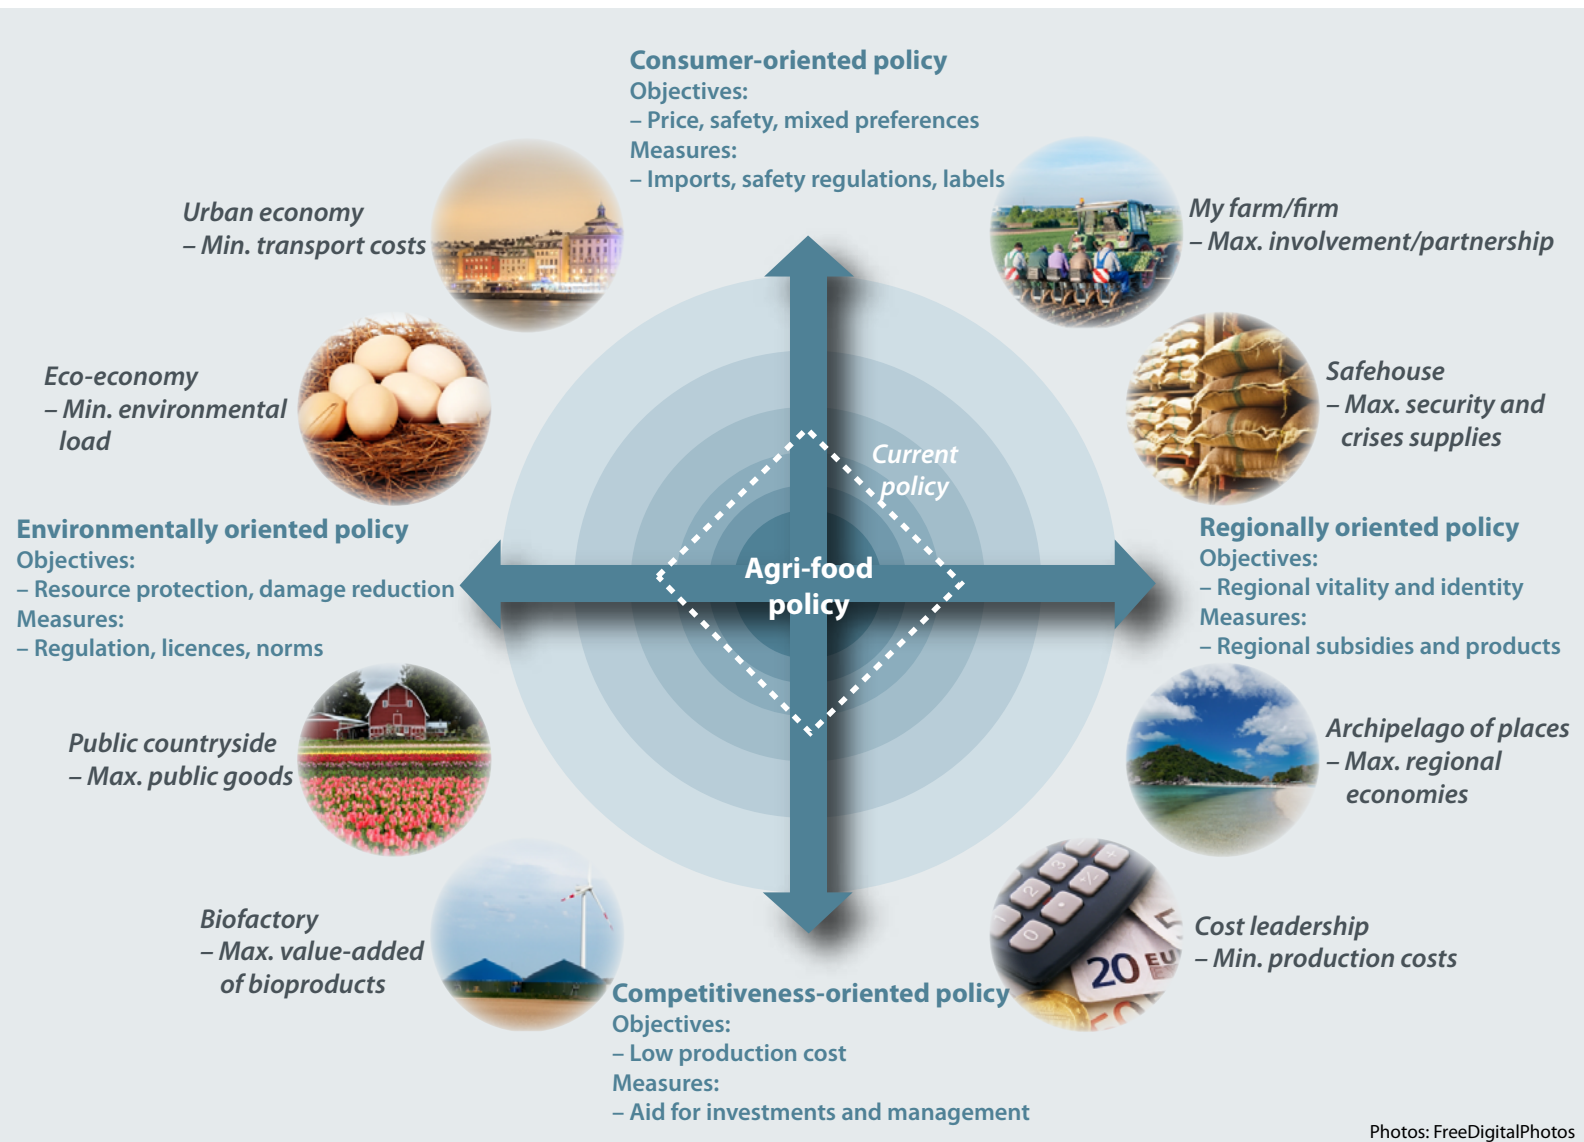 Consumer-oriented policy
Objectives:
– Price, safety, mixed preferences
Measures:
– Imports, safety regulations, labels
Urban economy
– Min. transport costs
My farm/firm
– Max. involvement/partnership
Eco-economy
– Min. environmental
load
Safehouse
– Max. security and
crises supplies
Current
policy
Environmentally oriented policy
Objectives:
– Resource protection, damage reduction
Measures:
– Regulation, licences, norms
Agri-food
policy
Regionally oriented policy
Objectives:
– Regional vitality and identity
Measures:
– Regional subsidies and products
Public countryside
– Max. public goods
Archipelago of places
– Max. regional
economies
Biofactory
– Max. value-added
of bioproducts
Cost leadership
– Min. production costs
20 EU
Competitiveness-oriented policy
Objectives:
– Low production cost
Measures:
– Aid for investments and management
Photos: FreeDigitalPhotos